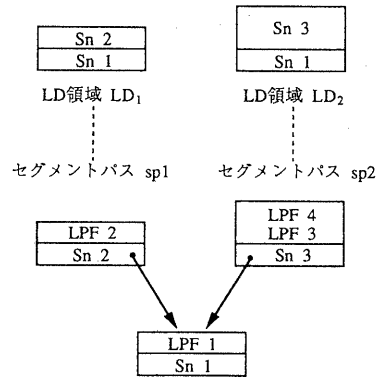 Sn 2
Sn 1
LD領域 LD₁
Sn 3
Sn 1
LD領域 LD₂
セグメントパス sp1
セグメントパス sp2
LPF 2
Sn 2
LPF 4
LPF 3
Sn 3
LPF 1
Sn 1